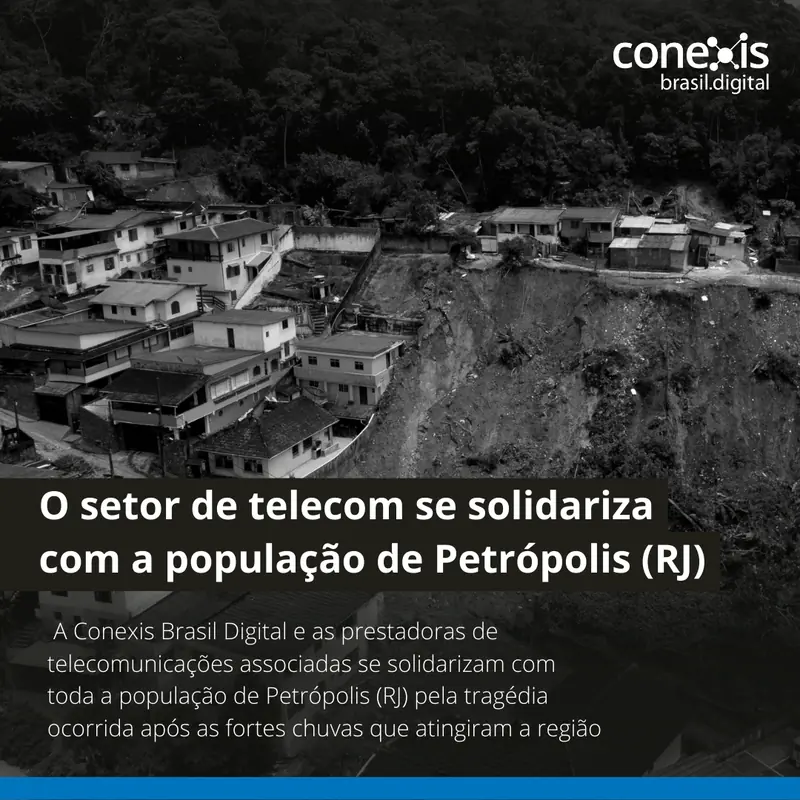 conexis
brasil.digital
O setor de telecom se solidariza
com a população de Petrópolis (RJ)
A Conexis Brasil Digital e as prestadoras de
telecomunicações associadas se solidarizam com
toda a população de Petrópolis (RJ) pela tragédia
ocorrida após as fortes chuvas que atingiram a região